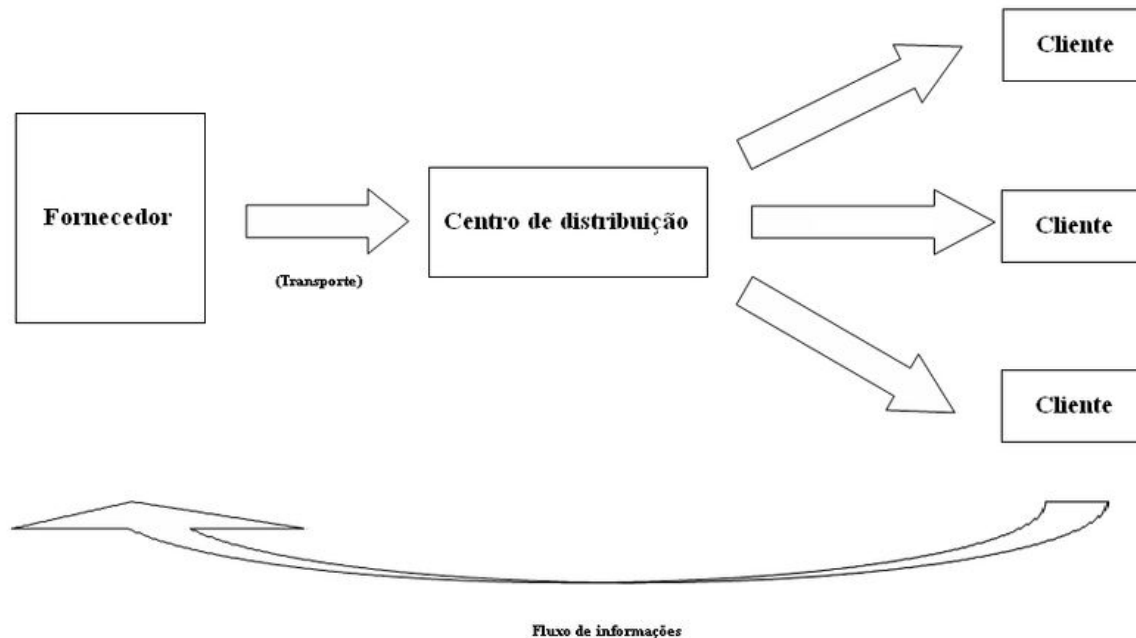 Cliente
Fornecedor
(Transporte)
Centro de distribuição
Cliente
Cliente
Fluxo de informações